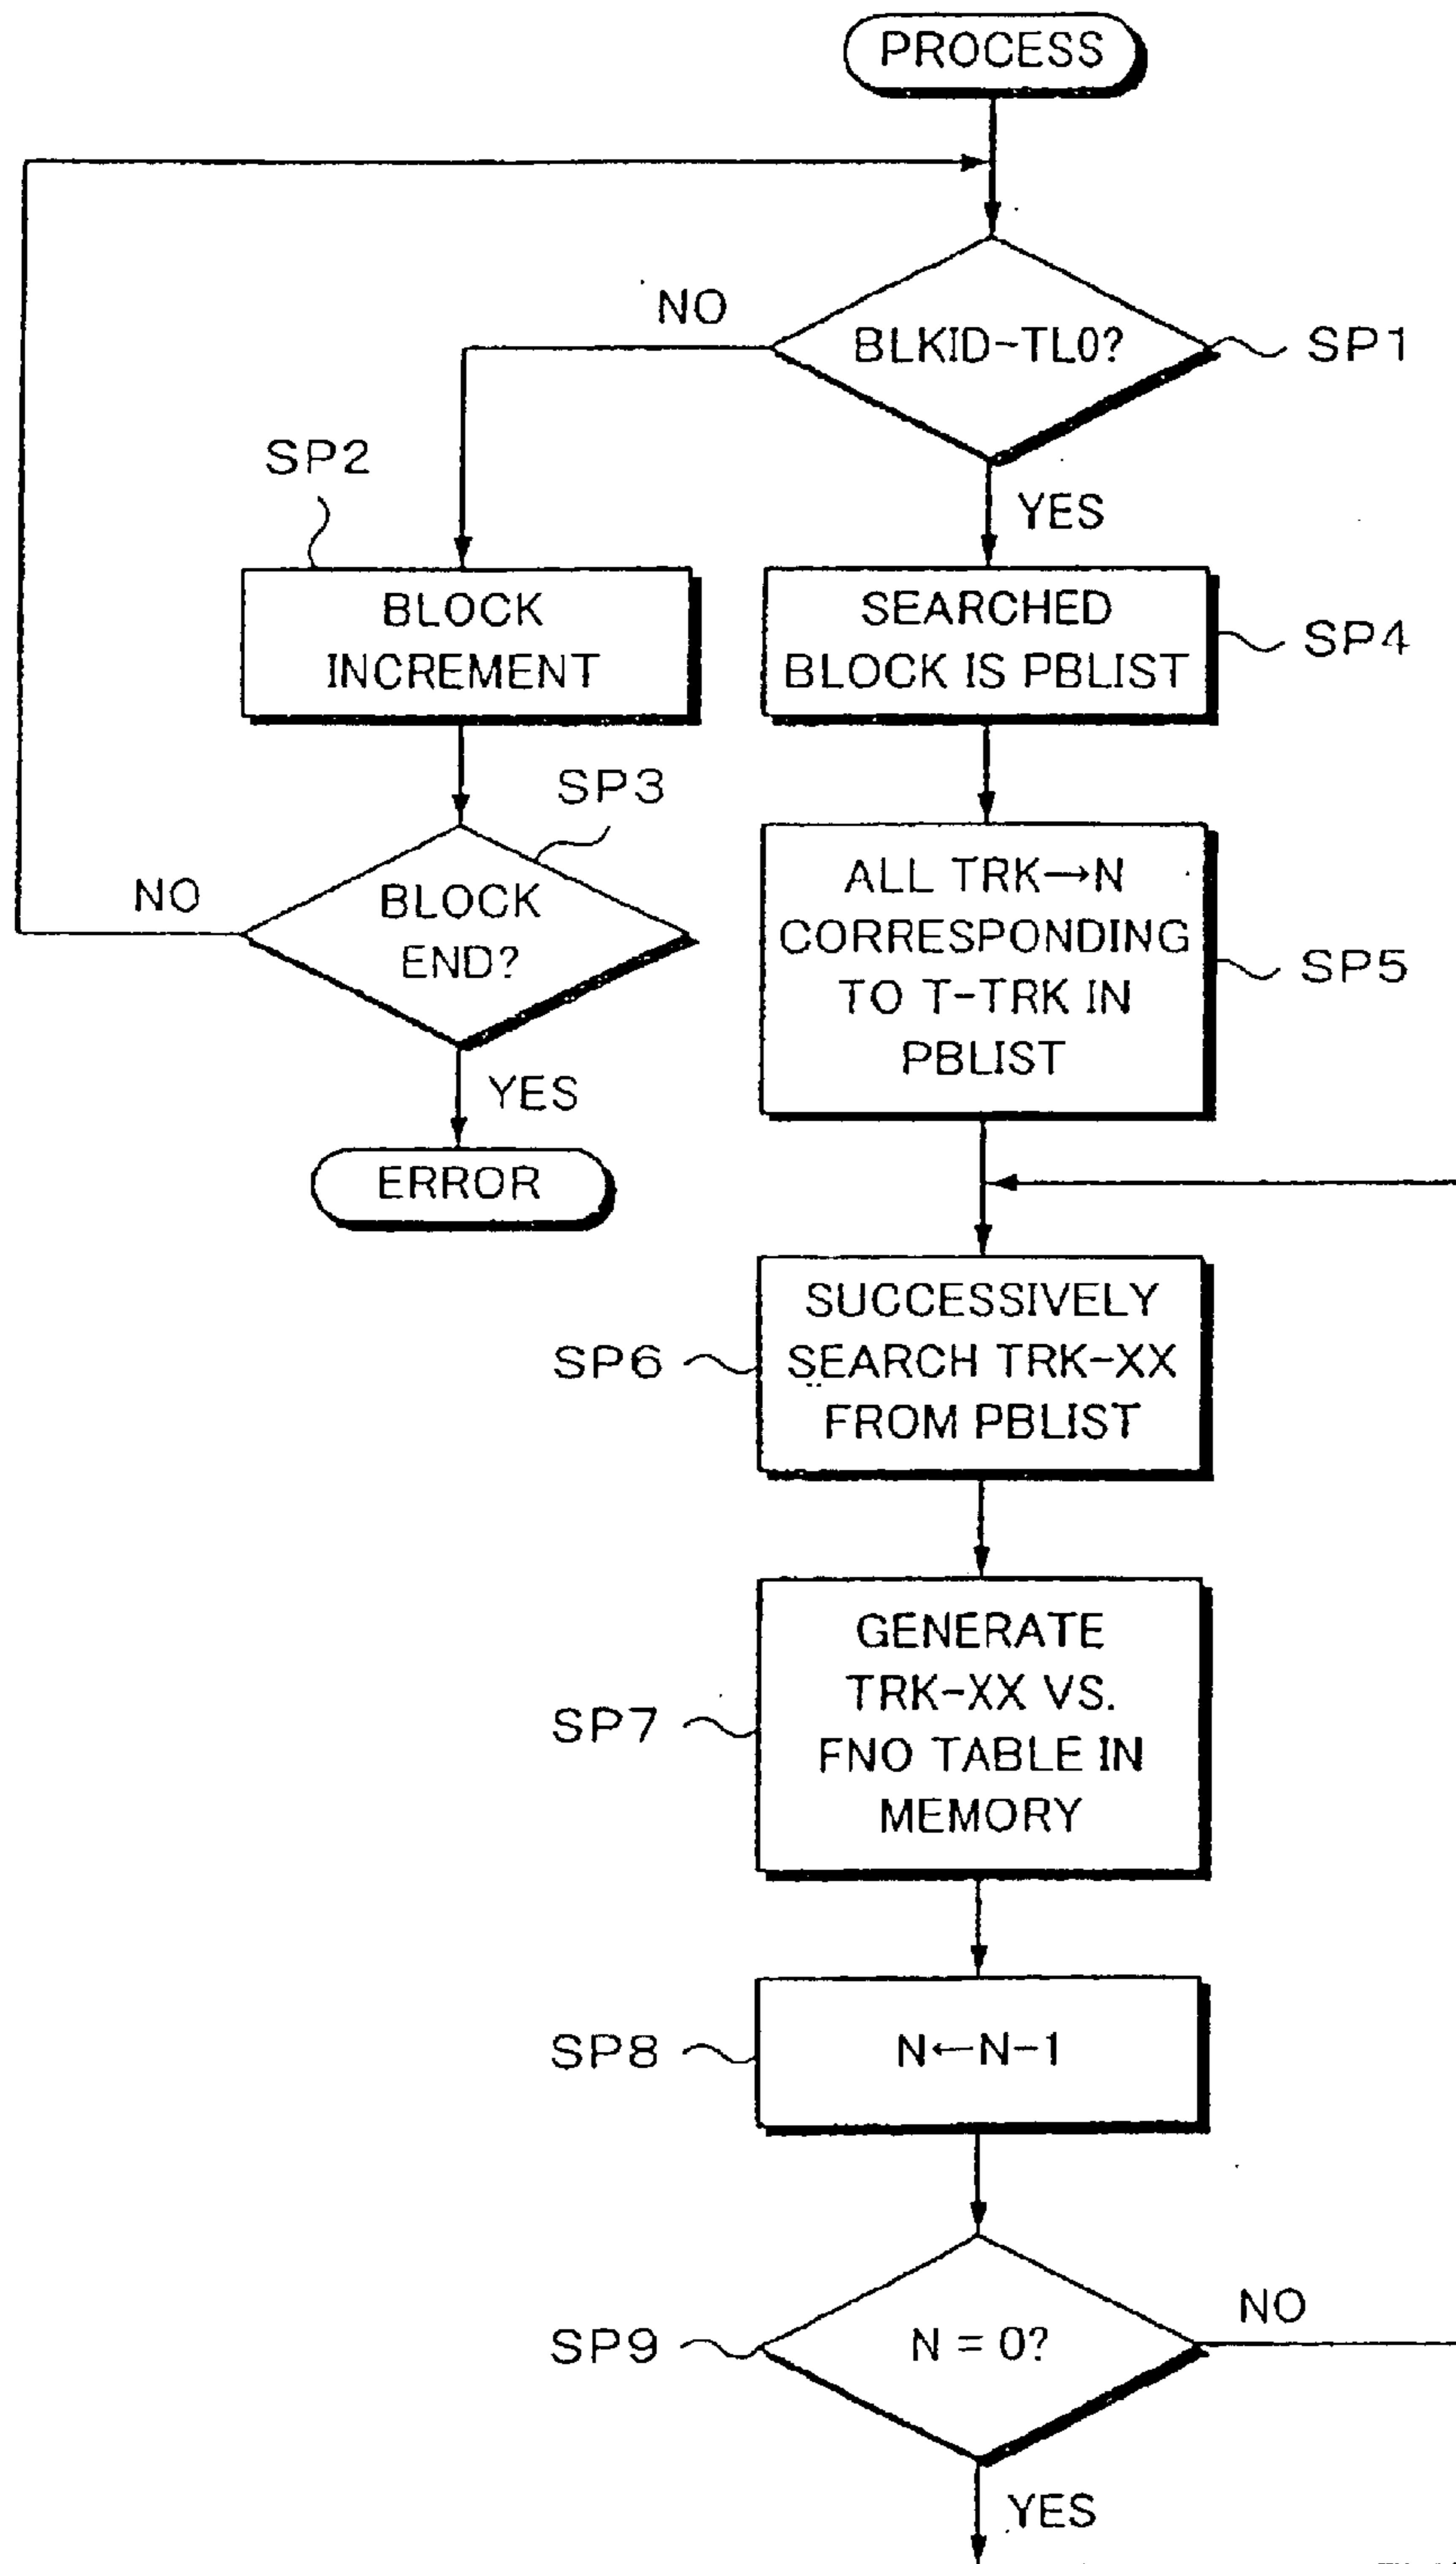 PROCESS
NO
BLKID-TL0?
SP1
SP2
YES
BLOCK
INCREMENT
SEARCHED
BLOCK IS PBLIST
SP4
SP3
NO
BLOCK
END?
ALL TRK→N
CORRESPONDING
TO T-TRK IN
PBLIST
SP5
YES
ERROR
SUCCESSIVELY
SEARCH TRK-XX
FROM PBLIST
SP6
GENERATE
TRK-XX VS.
FNO TABLE IN
MEMORY
SP7
SP8
N←N-1
NO
SP9
N = 0?
YES